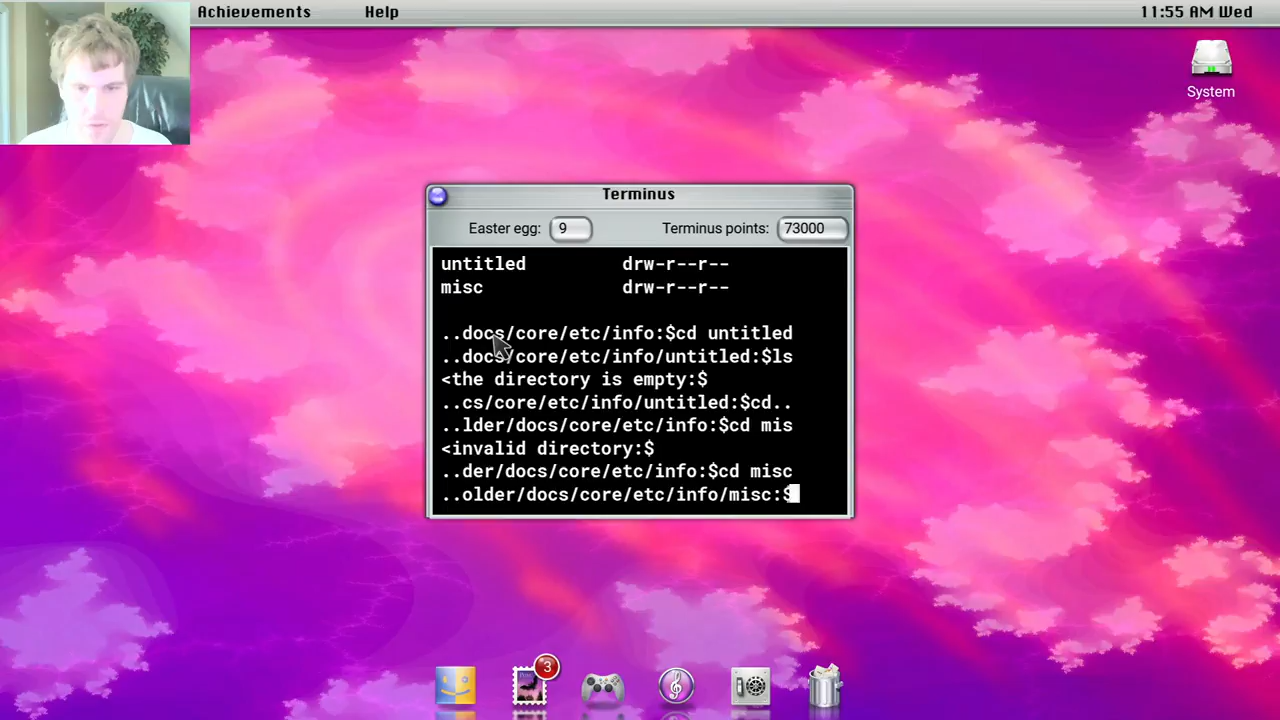 Achievements Help 11:55 AM Wed
System
Terminus
Easter egg: 9 Terminus points: 73000
untitled drw-r--r--
misc drw-r--r--
..docs/core/etc/info:$cd untitled
..docs/core/etc/info/untitled:$ls
<the directory is empty:$
..cs/core/etc/info/untitled:$cd..
..lder/docs/core/etc/info:$cd mis
<invalid directory:$
..der/docs/core/etc/info:$cd misc
..older/docs/core/etc/info/misc:$
3